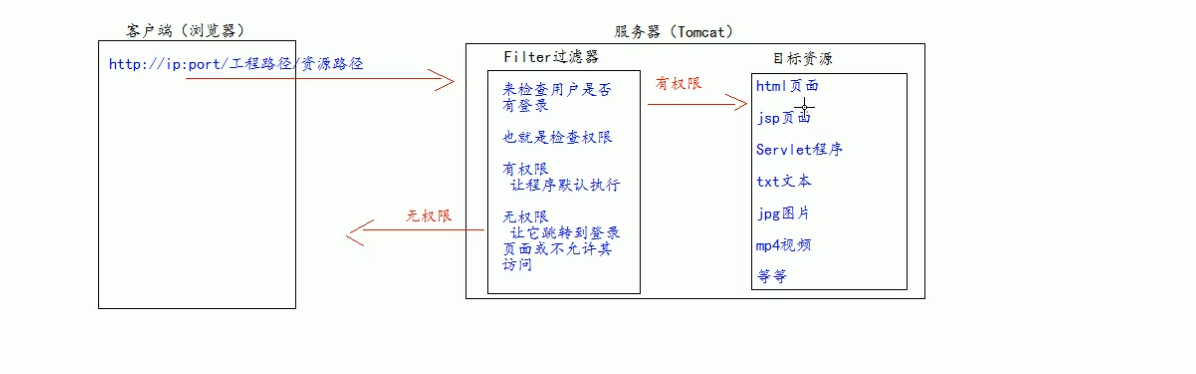 客户端（浏览器）
http://ip:port/工程路径/资源路径
服务器（Tomcat）
Filter过滤器
来检查用户是否
有登录
也就是检查权限
有权限
让程序默认执行
无权限
让它跳转到登录
页面或不允许其
访问
有权限
无权限
目标资源
html页面
jsp页面
Servlet程序
txt文本
jpg图片
mp4视频
等等